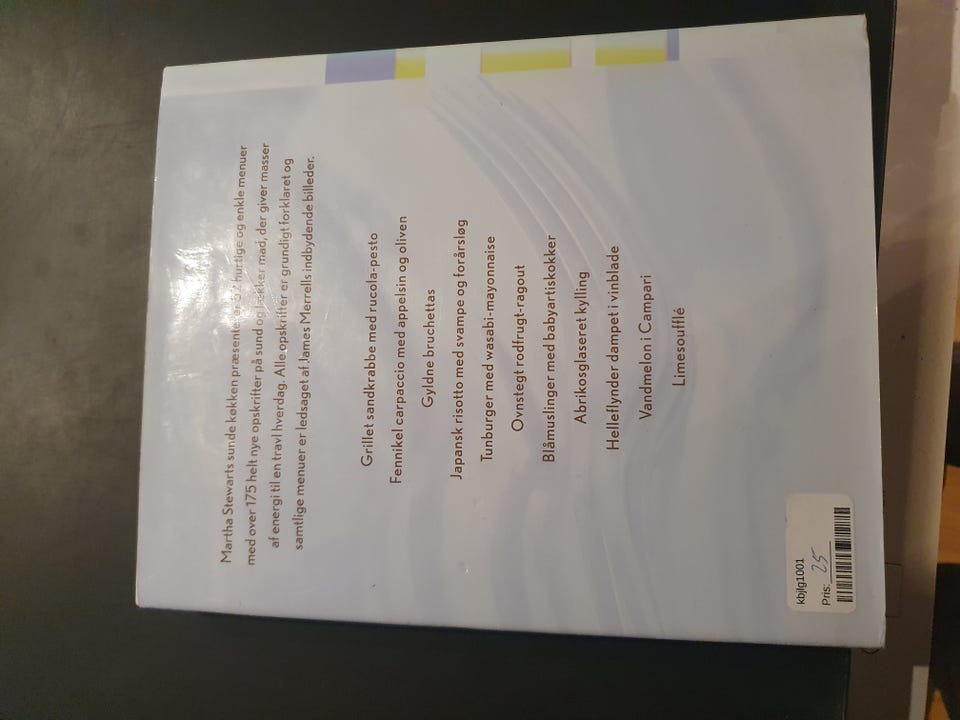 Martha Stewarts sunde køkken præsenterer 52 hurtige og enkle menuer
med over 175 helt nye opskrifter på sund og lækker mad, der giver masser
af energi til en travl hverdag. Alle opskrifter er grundigt forklaret og
samtlige menuer er ledsaget af James Merrells indbydende billeder.
Grillet sandkrabbe med rucola-pesto
Fennikel carpaccio med appelsin og oliven
Gyldne bruchettas
Japansk risotto med svampe og forårsløg
Tunburger med wasabi-mayonnaise
Ovnstegt rodfrugt-ragout
Blåmuslinger med babyartiskokker
Abrikosglaseret kylling
Helleflynder dampet i vinblade
Vandmelon i Campari
Limesoufflé
kbjlg1001
Pris: 25